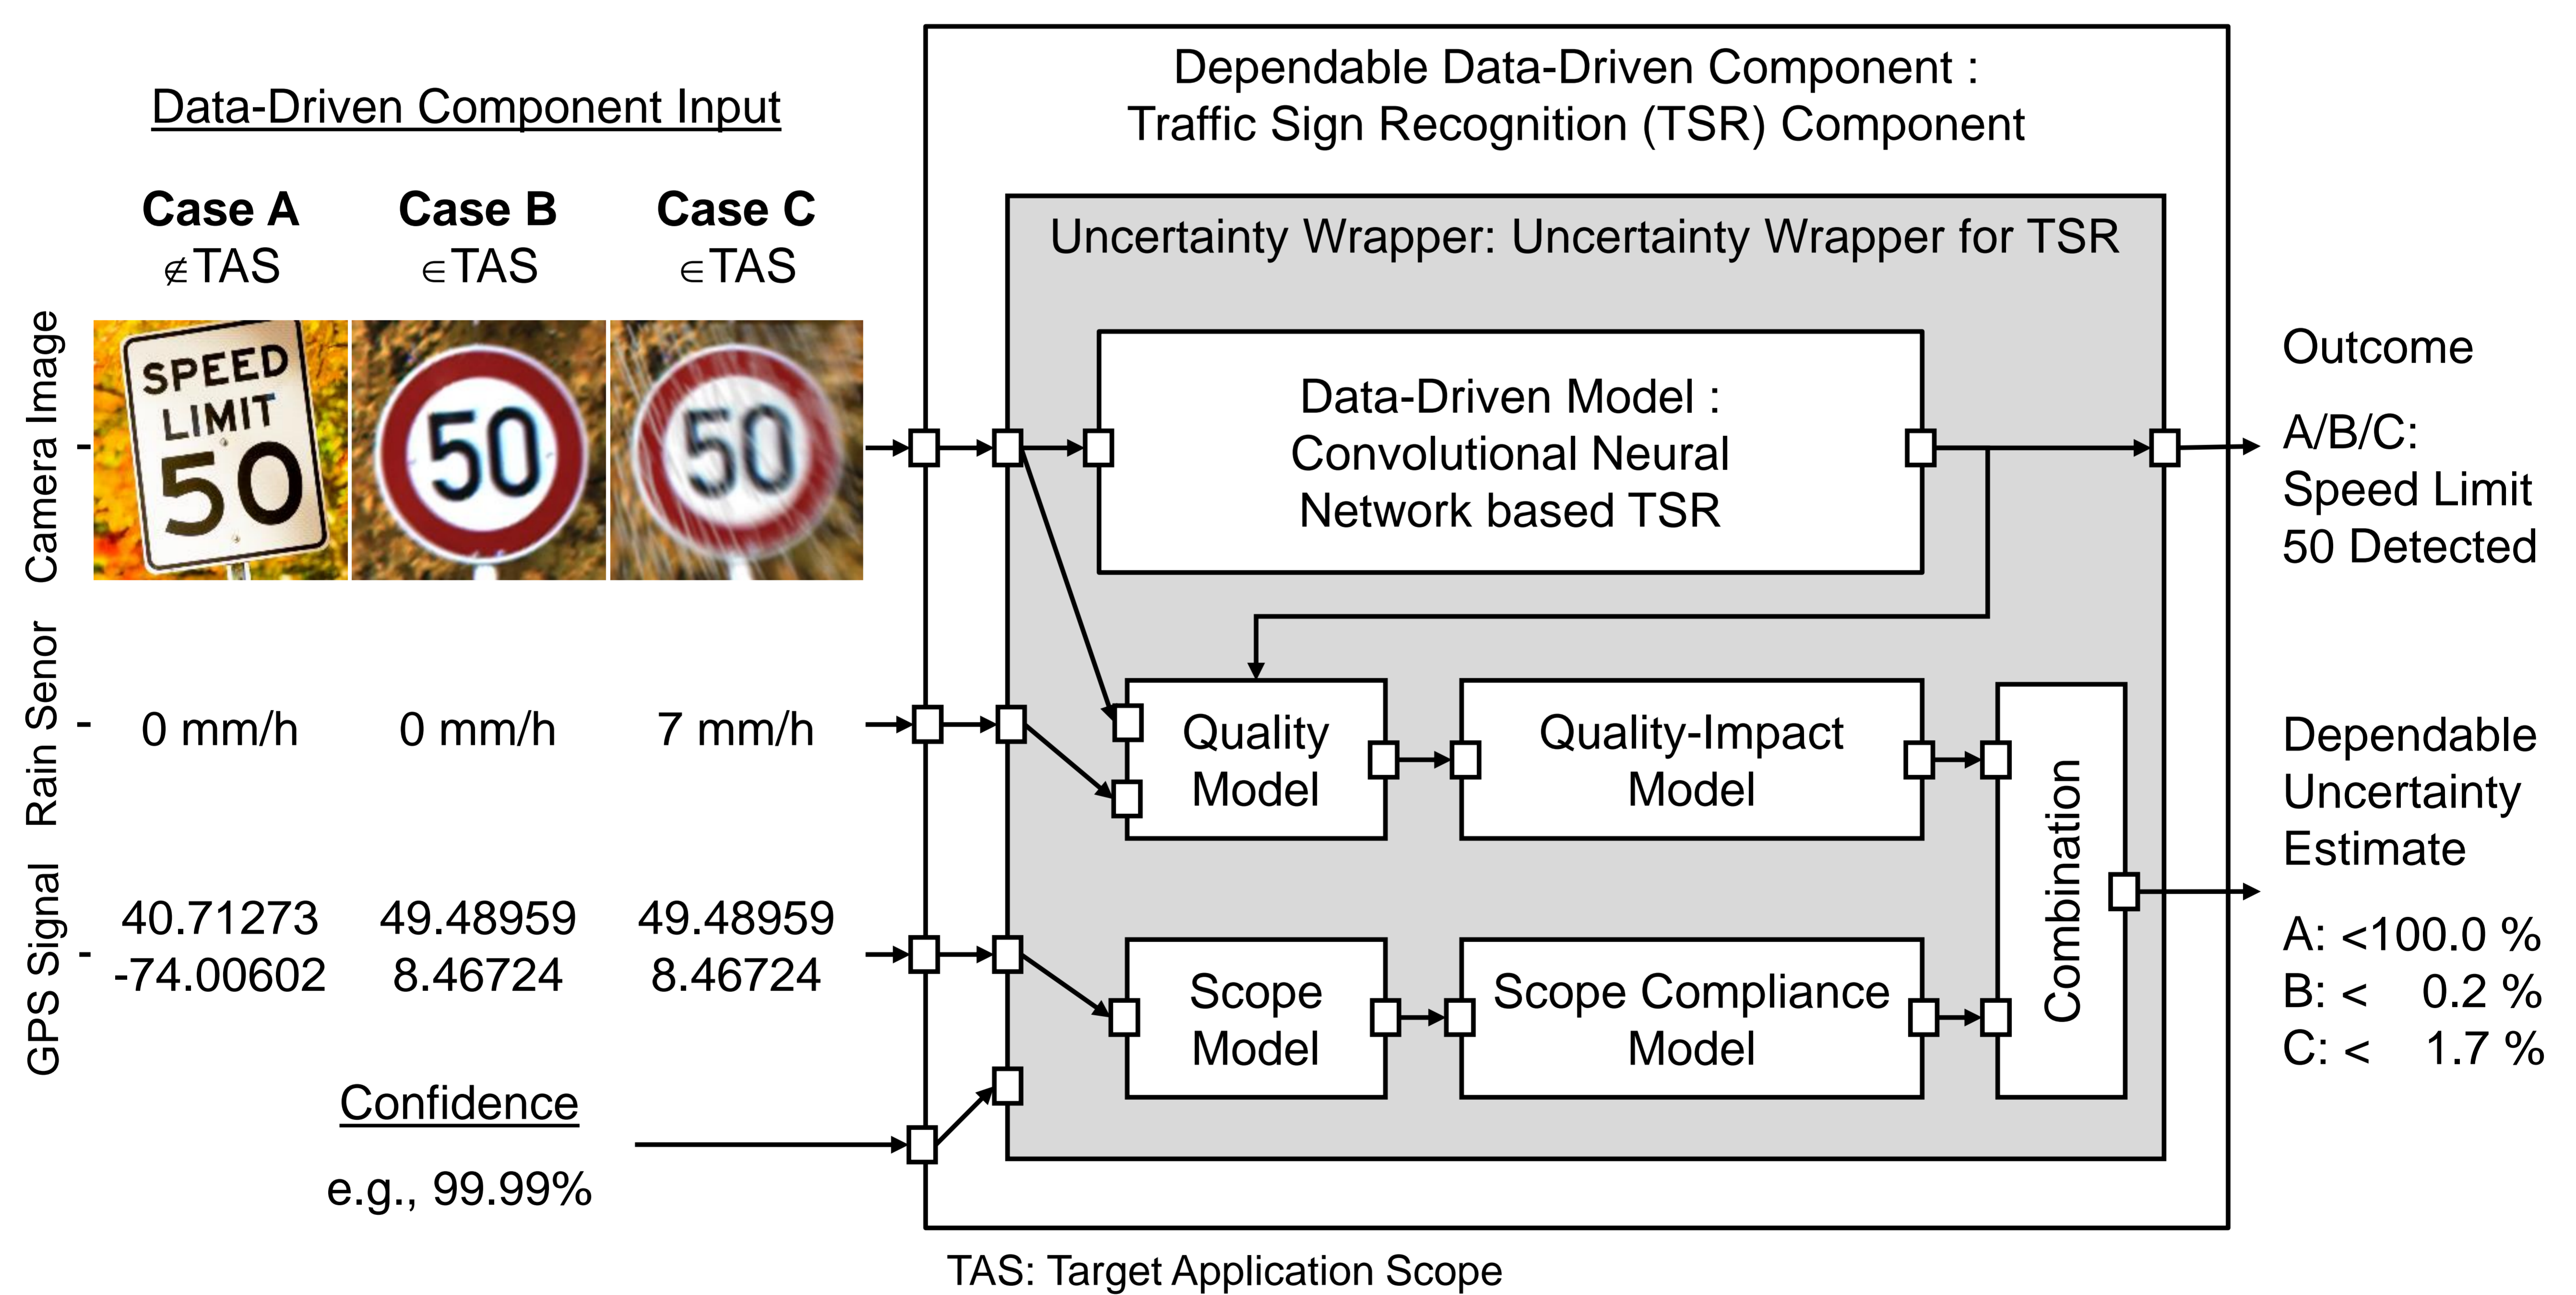 Data-Driven Component Input
Case A
∉TAS
Case B
∈TAS
Case C
∈TAS
Camera Image
SPEED
LIMIT
50
50
50
Rain Senor
0 mm/h
0 mm/h
7 mm/h
GPS Signal
40.71273
-74.00602
49.48959
8.46724
49.48959
8.46724
Confidence
e.g., 99.99%
Dependable Data-Driven Component :
Traffic Sign Recognition (TSR) Component
Uncertainty Wrapper: Uncertainty Wrapper for TSR
Data-Driven Model :
Convolutional Neural
Network based TSR
Quality
Model
Quality-Impact
Model
Scope
Model
Scope Compliance
Model
Combination
Outcome
A/B/C:
Speed Limit
50 Detected
Dependable
Uncertainty
Estimate
A: <100.0 %
B: < 0.2 %
C: < 1.7 %
TAS: Target Application Scope